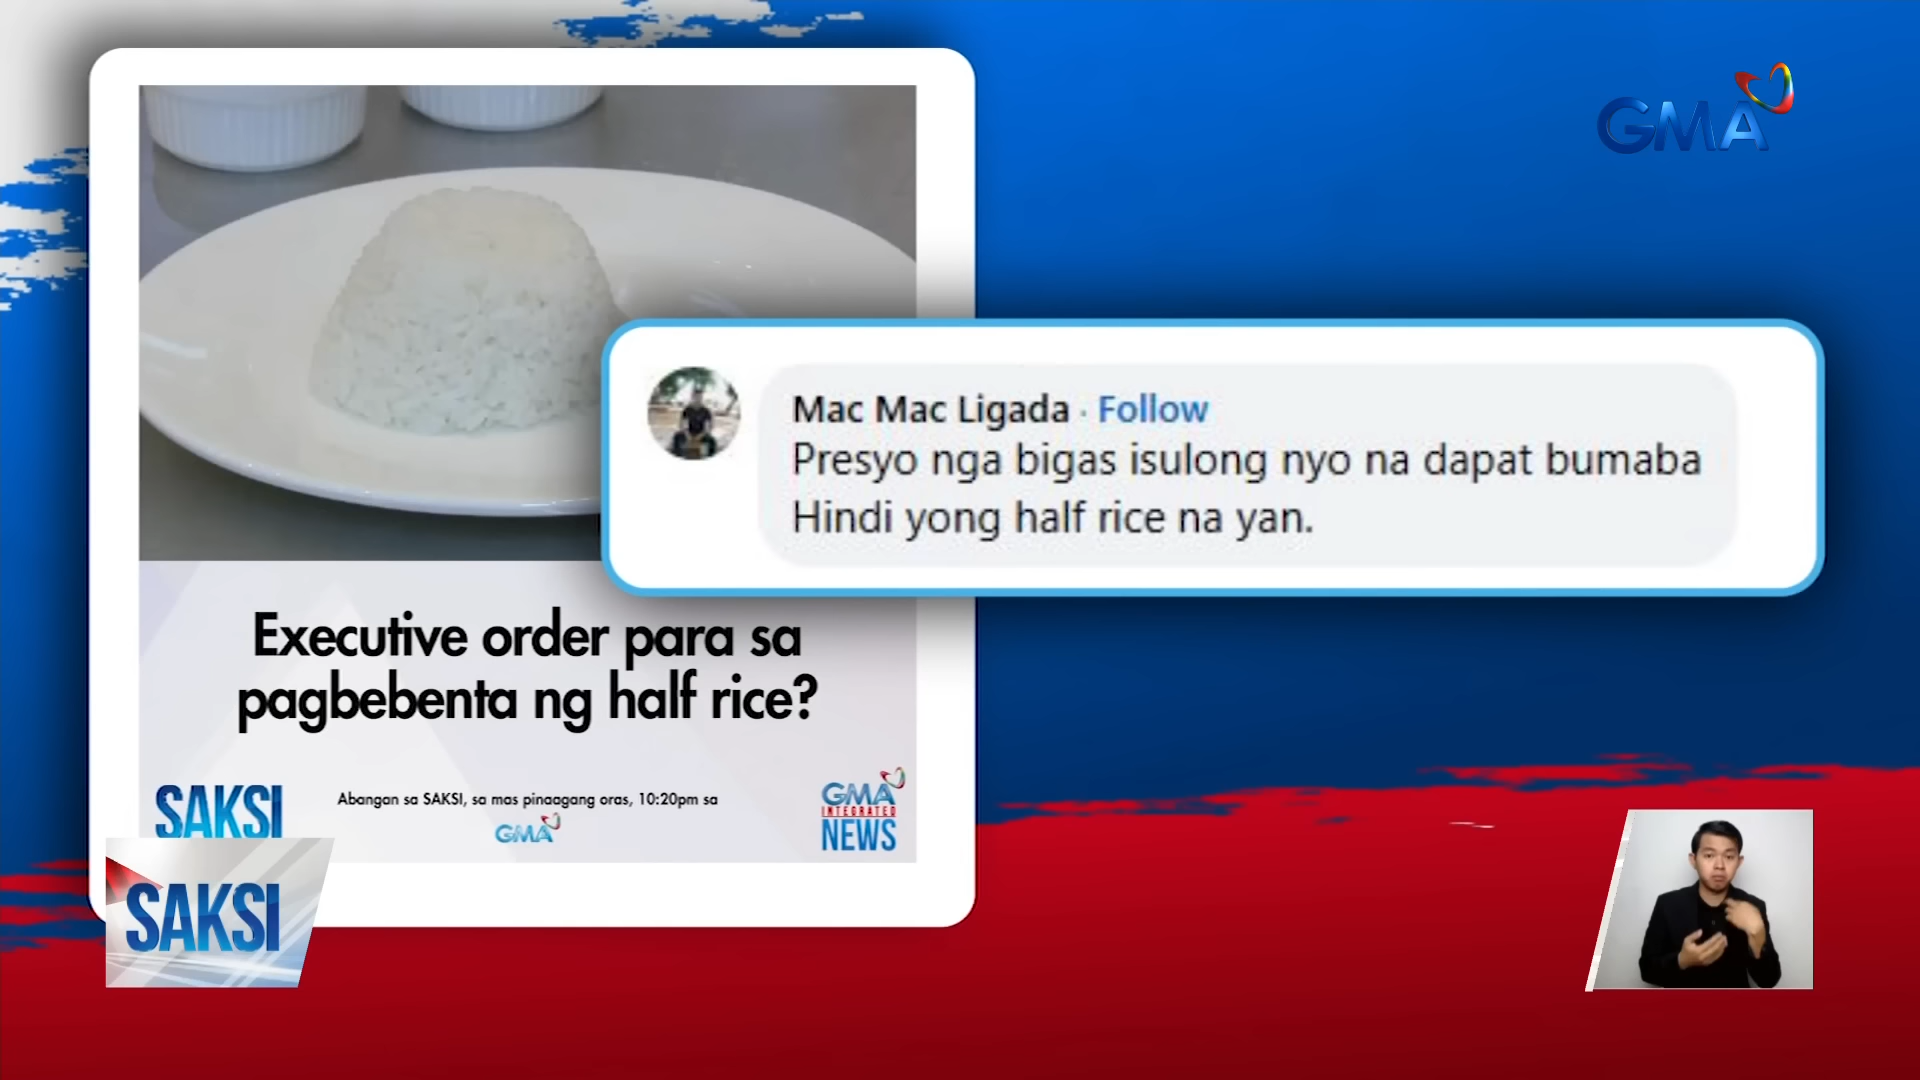 GMA
Mac Mac Ligada · Follow
Presyo nga bigas isulong nyo na dapat bumaba
Hindi yong half rice na yan.
Executive order para sa
pagbebenta ng half rice?
SAKSI
Abangan sa SAKSI, sa mas pinaagang oras, 10:20pm sa
GMA
GMA
INTEGRATED
NEWS
SAKSI